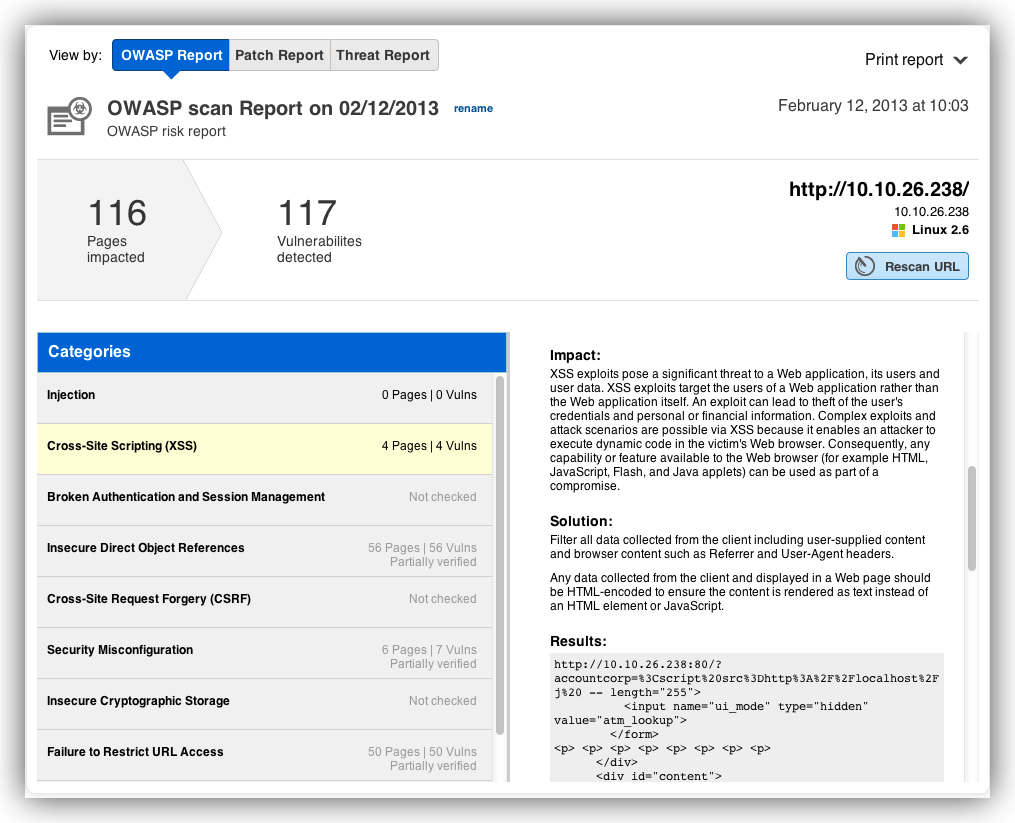 View by: OWASP Report Patch Report Threat Report
Print report
OWASP scan Report on 02/12/2013 rename
February 12, 2013 at 10:03
OWASP risk report
116
Pages
impacted
117
Vulnerabilites
detected
http://10.10.26.238/
10.10.26.238
Linux 2.6
Rescan URL
Categories
Injection 0 Pages | 0 Vulns
Cross-Site Scripting (XSS) 4 Pages | 4 Vulns
Broken Authentication and Session Management Not checked
Insecure Direct Object References 56 Pages | 56 Vulns
Partially verified
Cross-Site Request Forgery (CSRF) Not checked
Security Misconfiguration 6 Pages | 7 Vulns
Partially verified
Insecure Cryptographic Storage Not checked
Failure to Restrict URL Access 50 Pages | 50 Vulns
Partially verified
Impact:
XSS exploits pose a significant threat to a Web application, its users and
user data. XSS exploits target the users of a Web application rather than
the Web application itself. An exploit can lead to theft of the user's
credentials and personal or financial information. Complex exploits and
attack scenarios are possible via XSS because it enables an attacker to
execute dynamic code in the victim's Web browser. Consequently, any
capability or feature available to the Web browser (for example HTML,
JavaScript, Flash, and Java applets) can be used as part of a
compromise.
Solution:
Filter all data collected from the client including user-supplied content
and browser content such as Referrer and User-Agent headers.
Any data collected from the client and displayed in a Web page should
be HTML-encoded to ensure the content is rendered as text instead of
an HTML element or JavaScript.
Results:
http://10.10.26.238:80/?
accountcorp=%3Cscript%20src%3Dhttp%3A%2F%2Flocalhost%2F
j%20 -- length="255">
<input name="ui_mode" type="hidden"
value="atm_lookup">
</form>
<p> <p> <p> <p> <p> <p> <p> <p>
</div>
<div id="content">